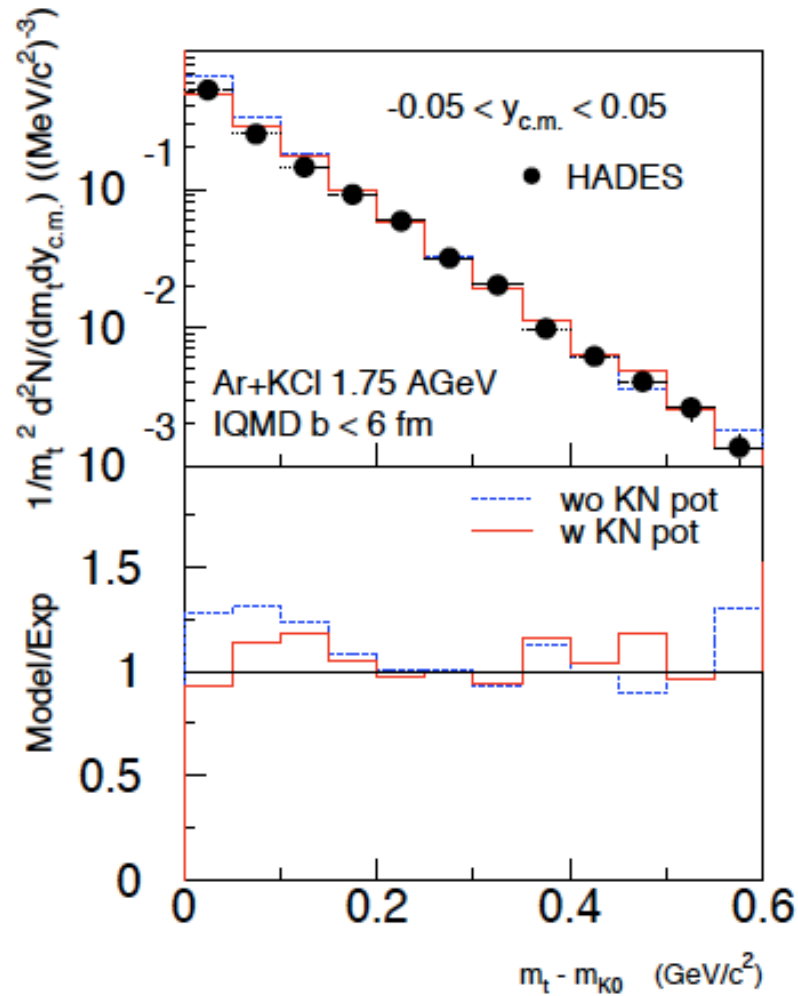 1/m_t^2 d^2N/(dm_t dy_c.m.) ((MeV/c^2)^-3)
-0.05 < y_c.m. < 0.05
HADES
10^-1
10^-2
10^-3
Ar+KCl 1.75 AGeV
IQMD b < 6 fm
wo KN pot
w KN pot
Model/Exp
1.5
1
0.5
0
0 0.2 0.4 0.6
m_t - m_K0 (GeV/c^2)